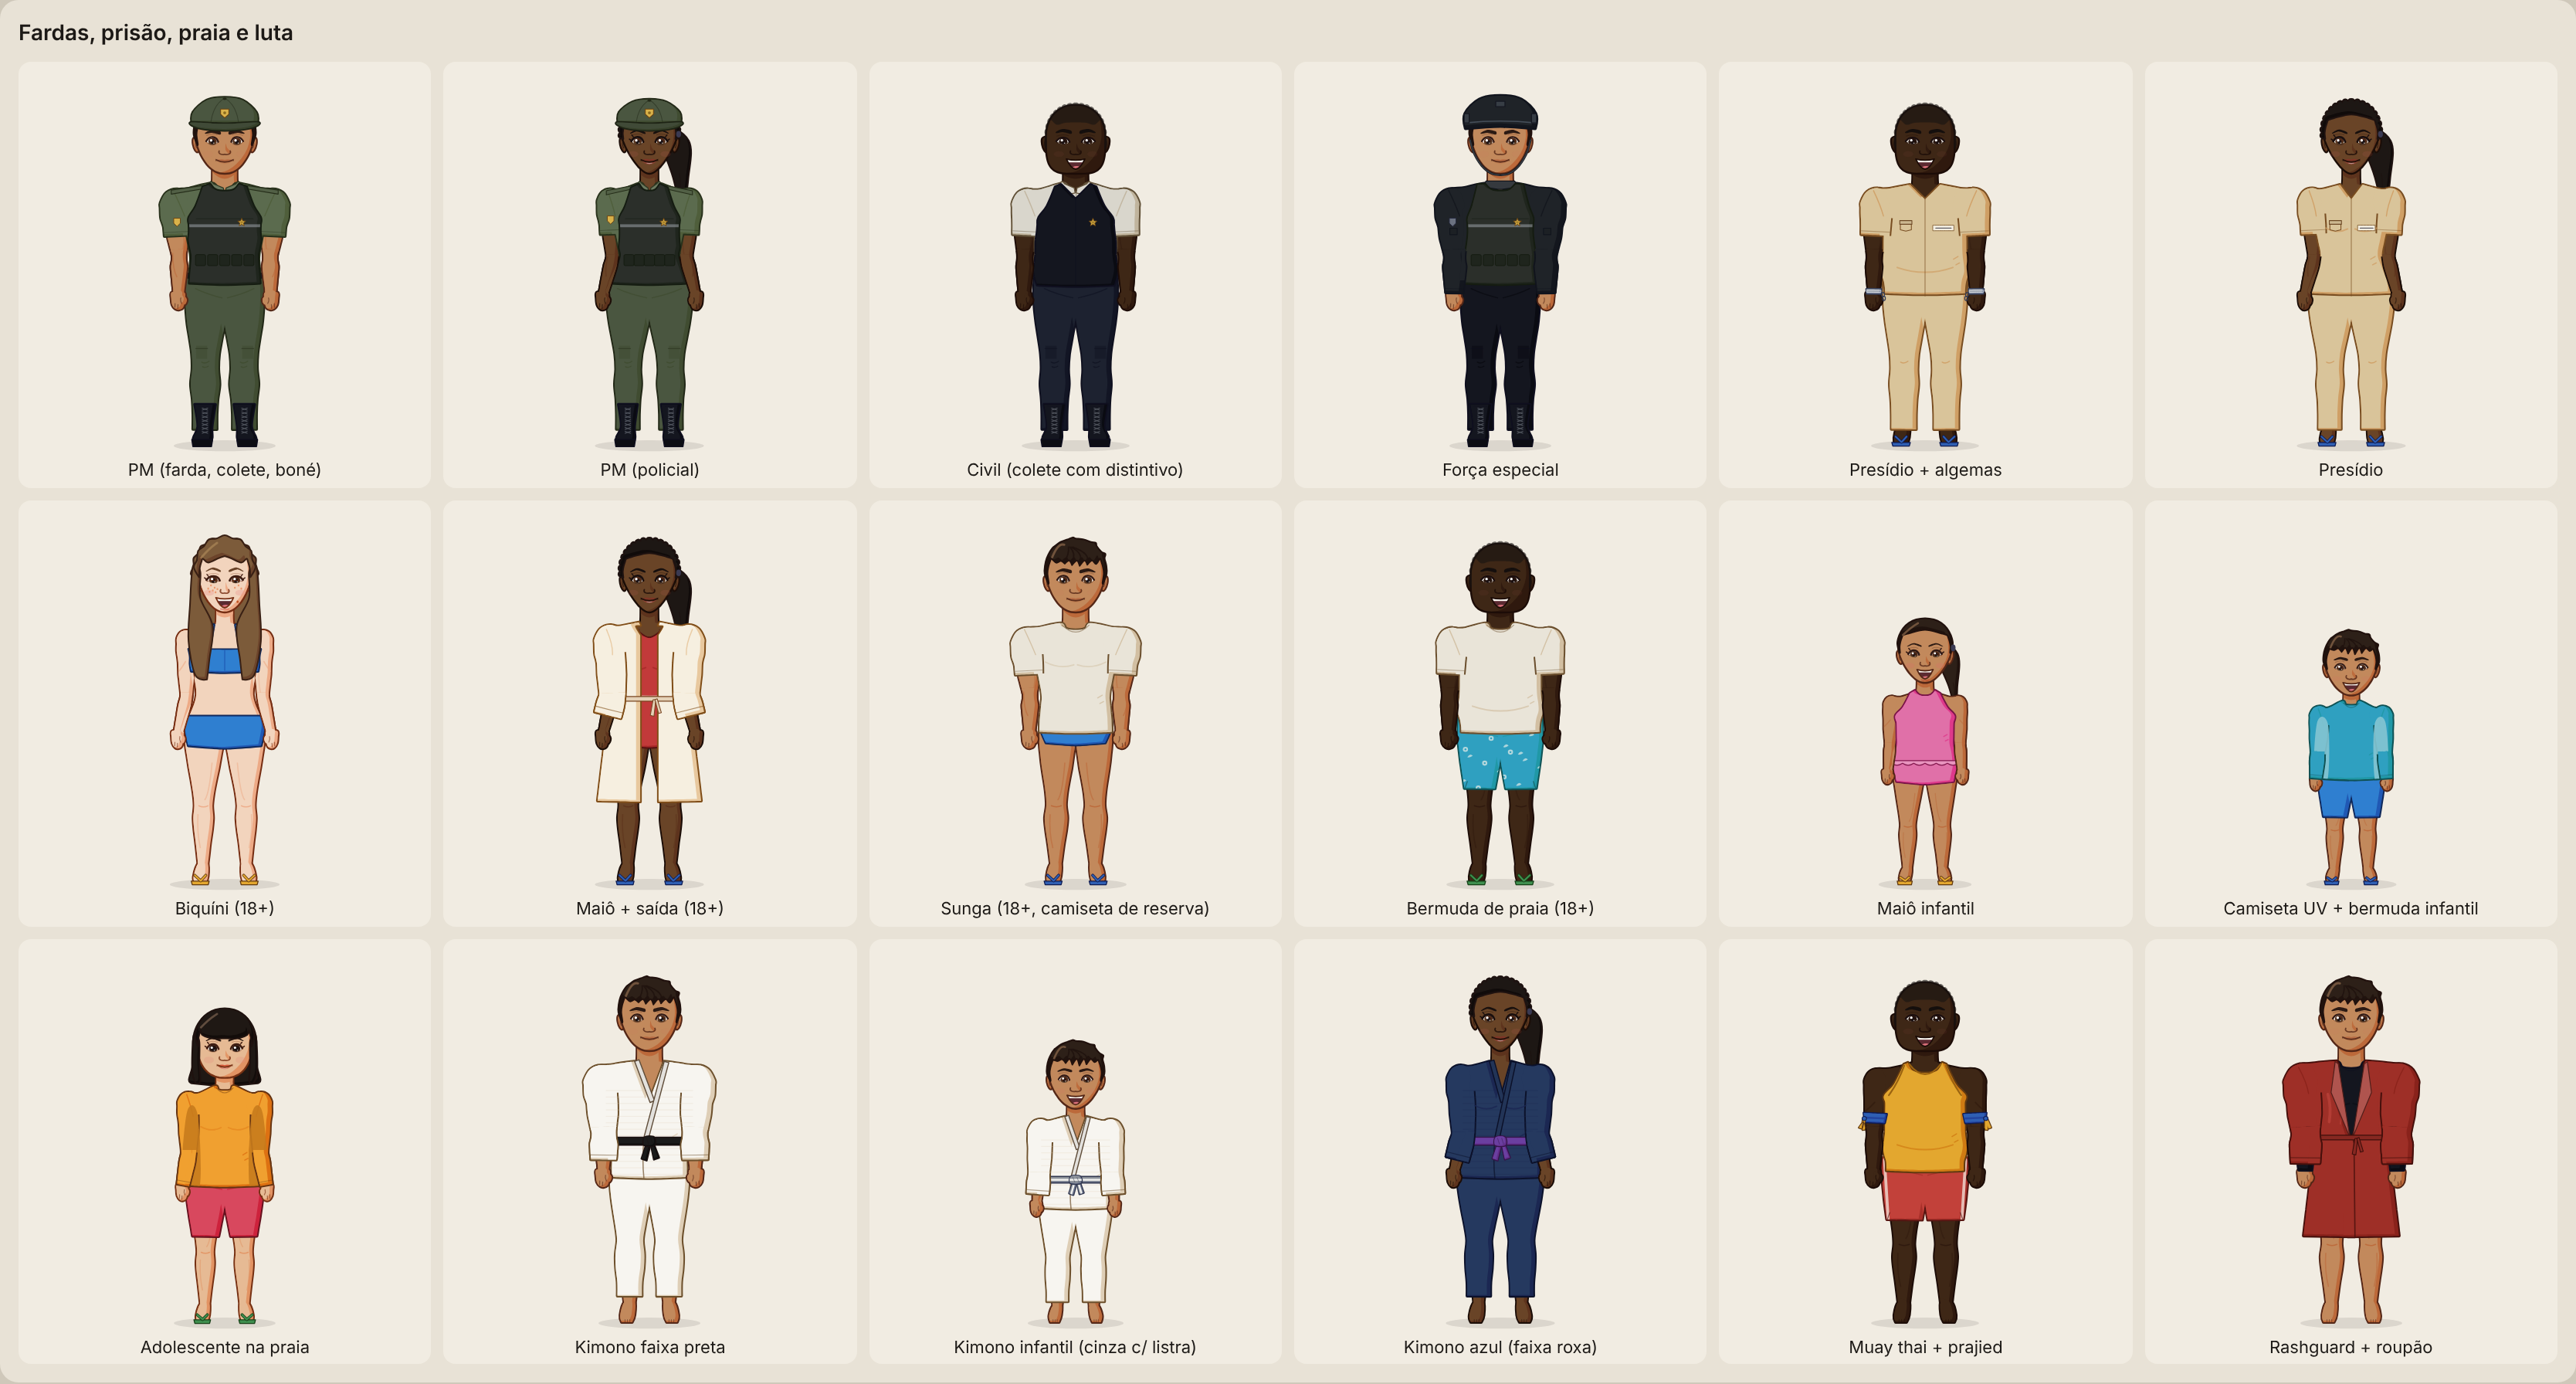 Fardas, prisão, praia e luta
PM (farda, colete, boné)
PM (policial)
Civil (colete com distintivo)
Força especial
Presídio + algemas
Presídio
Biquíni (18+)
Maiô + saída (18+)
Sunga (18+, camiseta de reserva)
Bermuda de praia (18+)
Maiô infantil
Camiseta UV + bermuda infantil
Adolescente na praia
Kimono faixa preta
Kimono infantil (cinza c/ listra)
Kimono azul (faixa roxa)
Muay thai + prajied
Rashguard + roupão